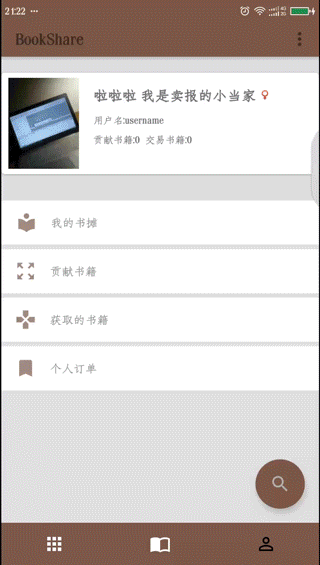 21:22 ...
BookShare
啦啦啦 我是卖报的小当家
用户名:username
贡献书籍:0 交易书籍:0
我的书摊
贡献书籍
获取的书籍
个人订单